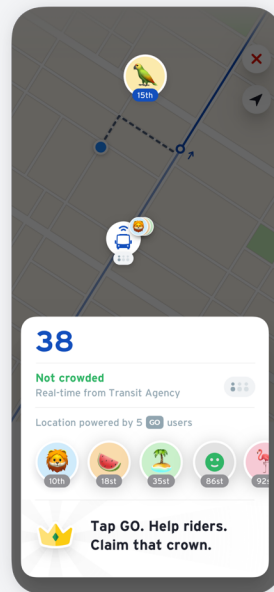 15th
38
Not crowded
Real-time from Transit Agency
Location powered by 5 GO users
10th
18st
35st
86st
92s
Tap GO. Help riders.
Claim that crown.